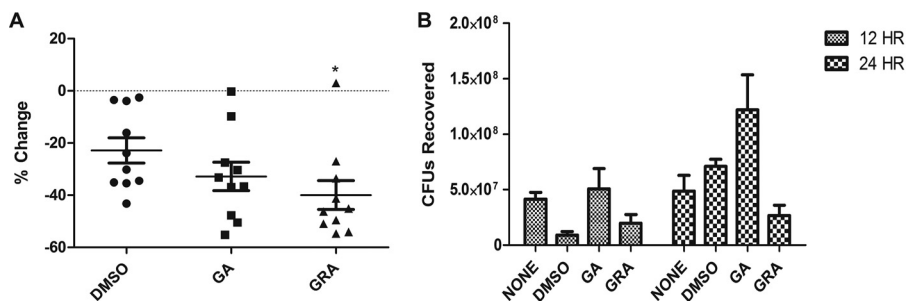 A
% Change
20
0
-20
-40
-60
*
DMSO
GA
GRA
B
CFUs Recovered
2.0×10⁸
1.5×10⁸
1.0×10⁸
5.0×10⁷
0
NONE
DMSO
GA
GRA
NONE
DMSO
GA
GRA
12 HR
24 HR